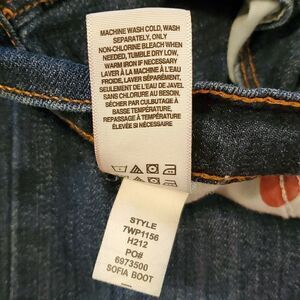 MACHINE WASH COLD, WASH
SEPARATELY, ONLY
NON-CHLORINE BLEACH WHEN
NEEDED, TUMBLE DRY LOW,
WARM IRON IF NECESSARY
LAVER À LA MACHINE À L'EAU
FROIDE, LAVER SÉPARÉMENT,
SEULEMENT DE L'EAU DE JAVEL
SANS CHLORURE AU BESOIN,
SÉCHER PAR CULBUTAGE À
BASSE TEMPÉRATURE,
REPASSAGE À TEMPÉRATURE
ÉLEVÉE SI NÉCESSAIRE
STYLE
7WP1156
H212
PO#
6973500
SOFIA BOOT